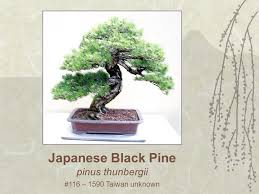 Japanese Black Pine
pinus thunbergii
#116 – 1590 Taiwan unknown